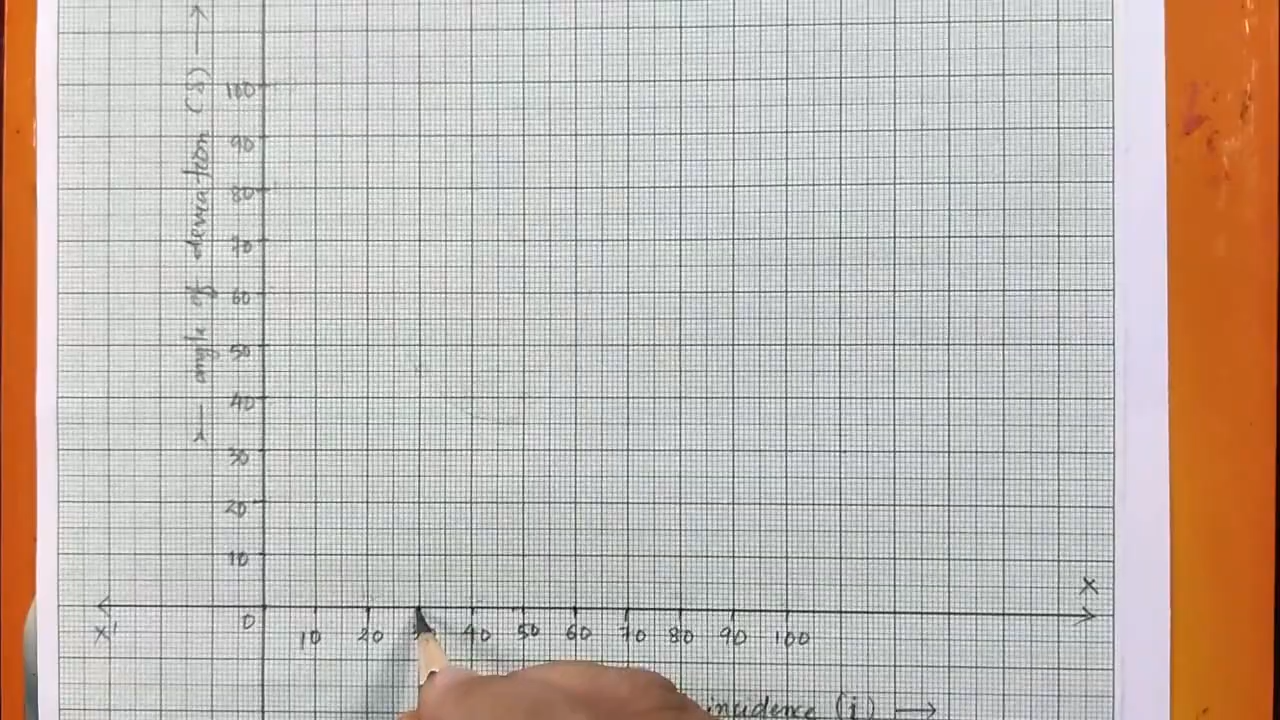 ← angle of deviation (δ) →
100
90
80
70
60
50
40
30
20
10
X
X'
0
10 20 40 50 60 70 80 90 100
incidence (i) →